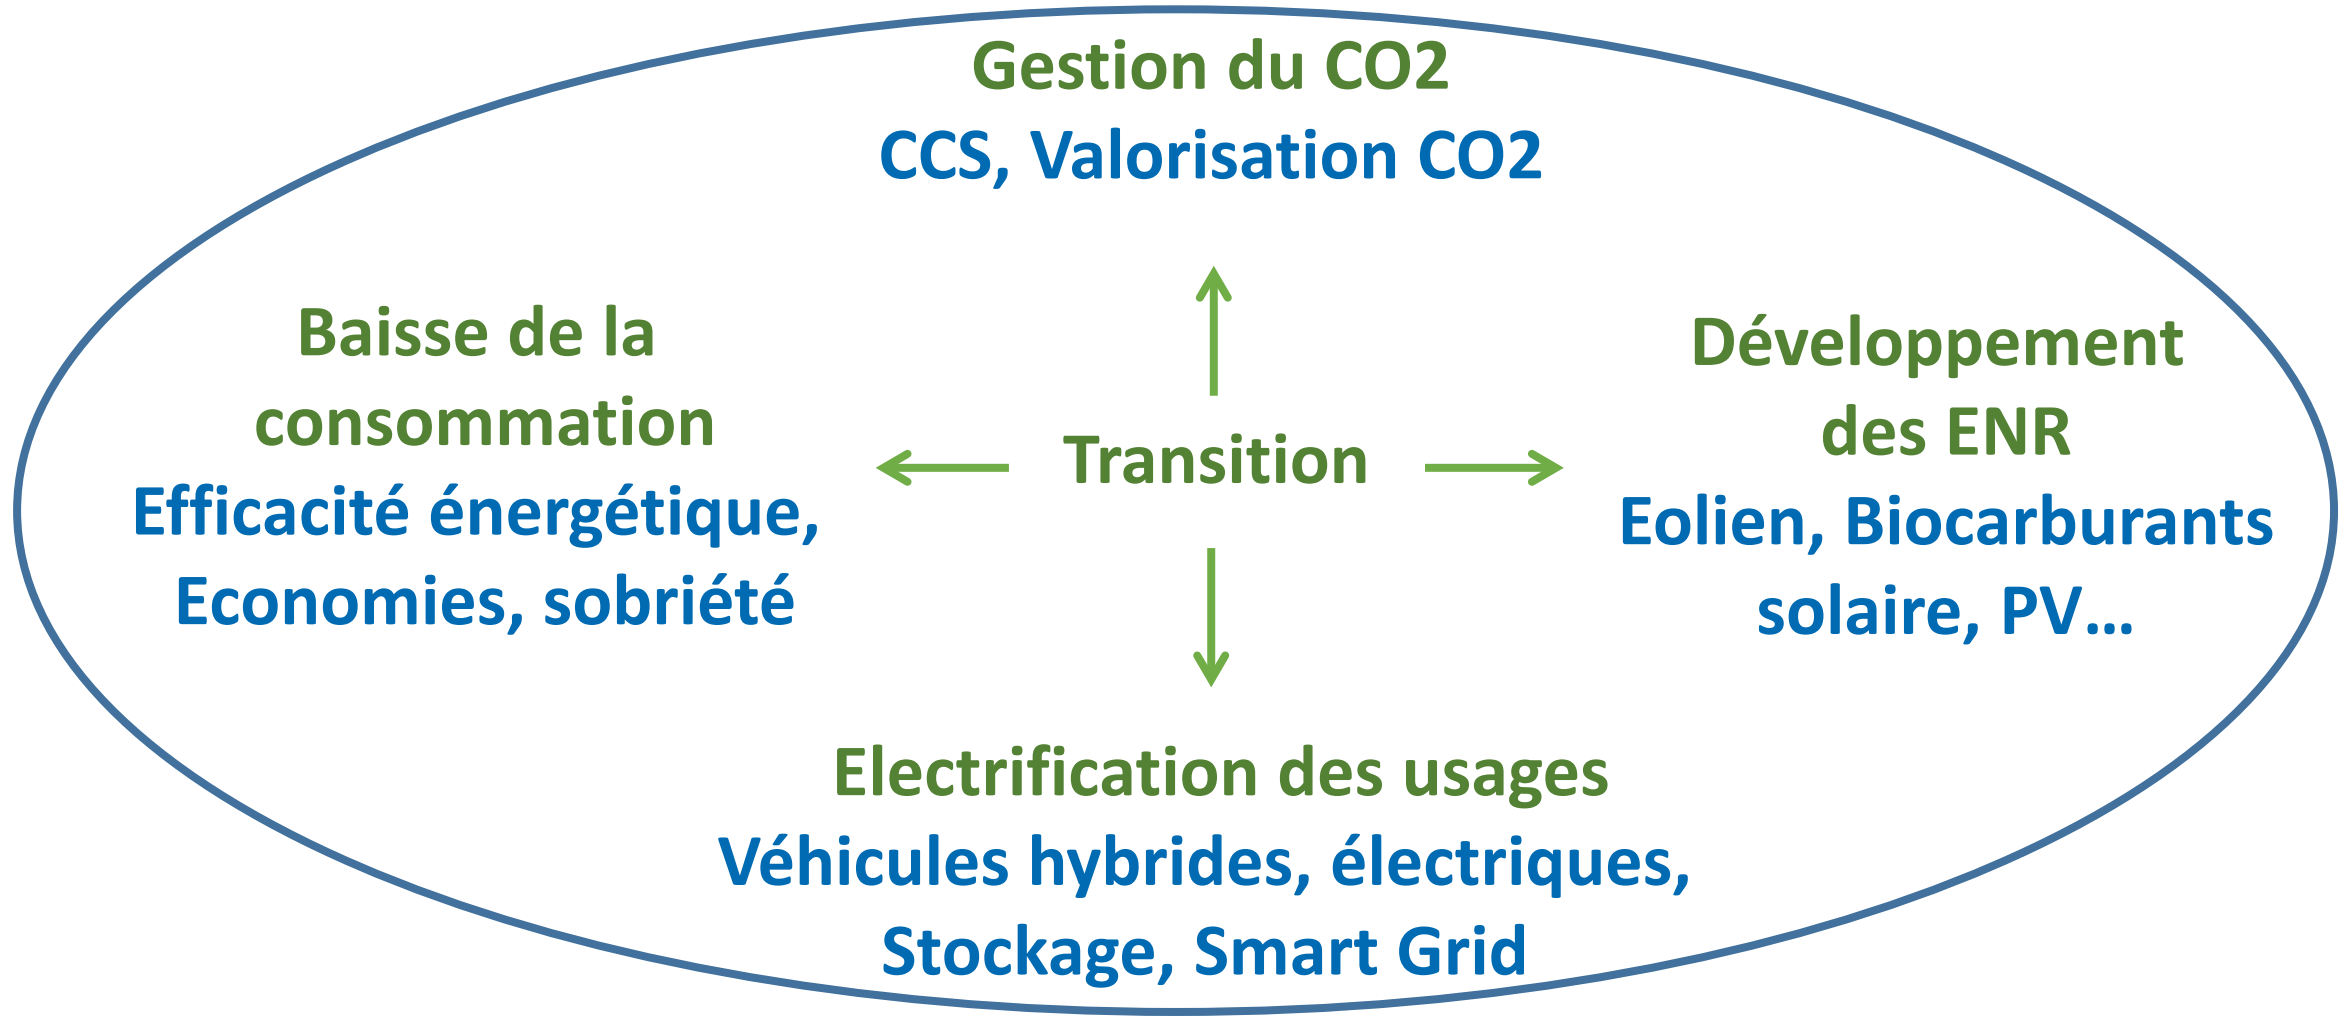 Gestion du CO2
CCS, Valorisation CO2
Baisse de la
consommation
Efficacité énergétique,
Economies, sobriété
Transition
Développement
des ENR
Eolien, Biocarburants
solaire, PV...
Electrification des usages
Véhicules hybrides, électriques,
Stockage, Smart Grid